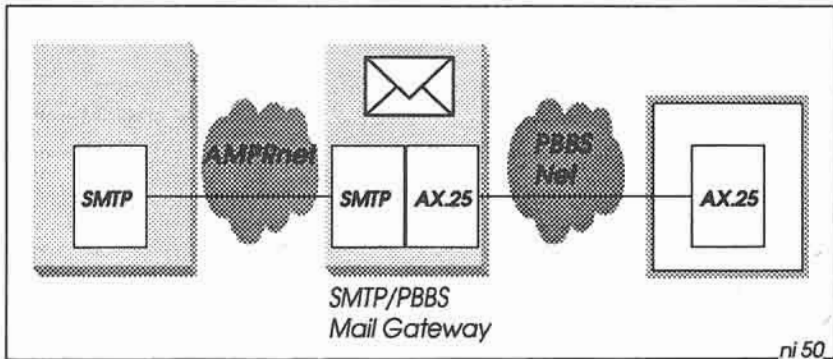 AMPRnet
PBBS
Net
SMTP
SMTP
AX.25
AX.25
SMTP/PBBS
Mail Gateway
ni 50